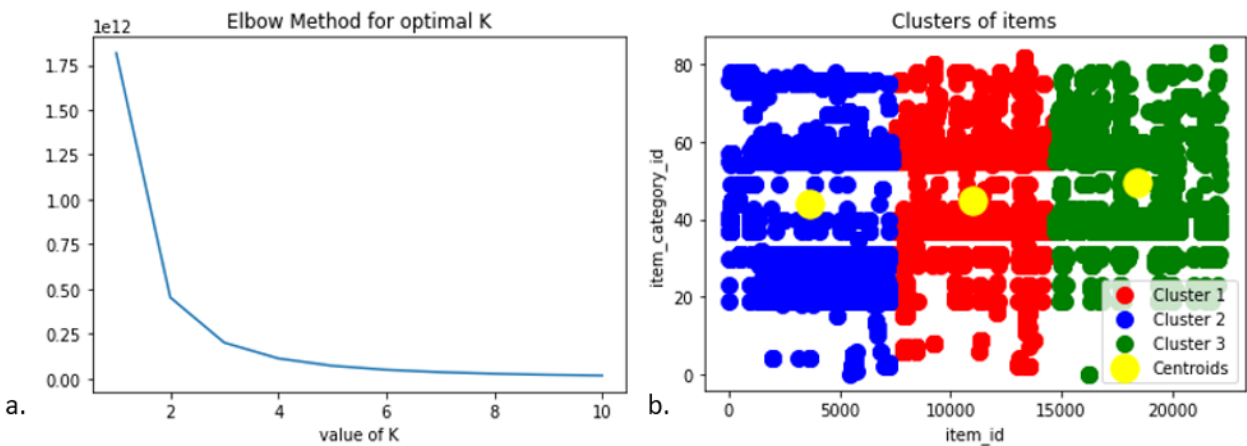 Elbow Method for optimal K
1e12
1.75
1.50
1.25
1.00
0.75
0.50
0.25
0.00
2
4
6
8
10
value of K
a.
Clusters of items
item_category_id
80
60
40
20
0
0
5000
10000
15000
20000
item_id
Cluster 1
Cluster 2
Cluster 3
Centroids
b.